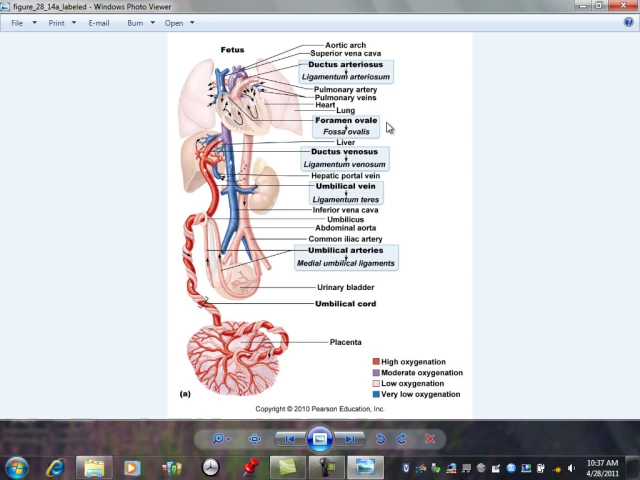 figure_28_14a_labeled - Windows Photo Viewer
File Print E-mail Burn Open
Fetus
Aortic arch
Superior vena cava
Ductus arteriosus
Ligamentum arteriosum
Pulmonary artery
Pulmonary veins
Heart
Lung
Foramen ovale
Fossa ovalis
Liver
Ductus venosus
Ligamentum venosum
Hepatic portal vein
Umbilical vein
Ligamentum teres
Inferior vena cava
Umbilicus
Abdominal aorta
Common iliac artery
Umbilical arteries
Medial umbilical ligaments
Urinary bladder
Umbilical cord
Placenta
High oxygenation
Moderate oxygenation
Low oxygenation
Very low oxygenation
(a)
Copyright © 2010 Pearson Education, Inc.
10:37 AM
4/28/2011